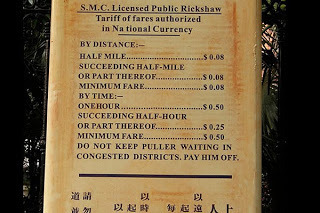 S.M.C. Licensed Public Rickshaw
Tariff of fares authorized
in National Currency
BY DISTANCE:—
HALF MILE....................$ 0.08
SUCCEEDING HALF-MILE
OR PART THEREOF..........$ 0.08
MINIMUM FARE..............$ 0.08
BY TIME:—
ONEHOUR......................$ 0.50
SUCCEEDING HALF-HOUR
OR PART THEREOF..........$ 0.25
MINIMUM FARE..............$ 0.50
DO NOT KEEP PULLER WAITING IN
CONGESTED DISTRICTS. PAY HIM OFF.
道請 以以 上人
並勿 以起時 每起遠